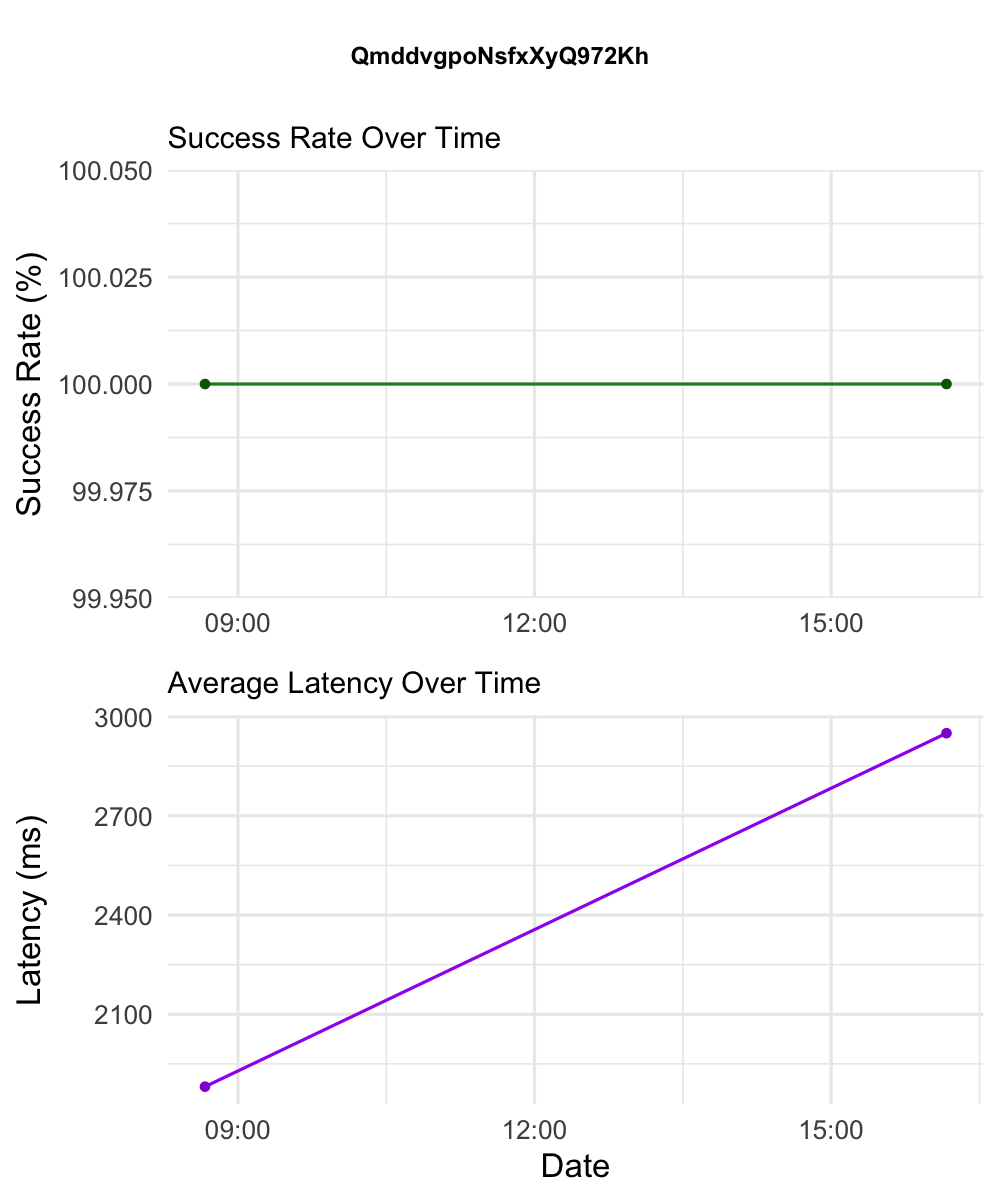 QmddvgpoNsfxXyQ972Kh
Success Rate Over Time
Success Rate (%)
100.050
100.025
100.000
99.975
99.950
09:00 12:00 15:00
Average Latency Over Time
Latency (ms)
3000
2700
2400
2100
09:00 12:00 15:00
Date